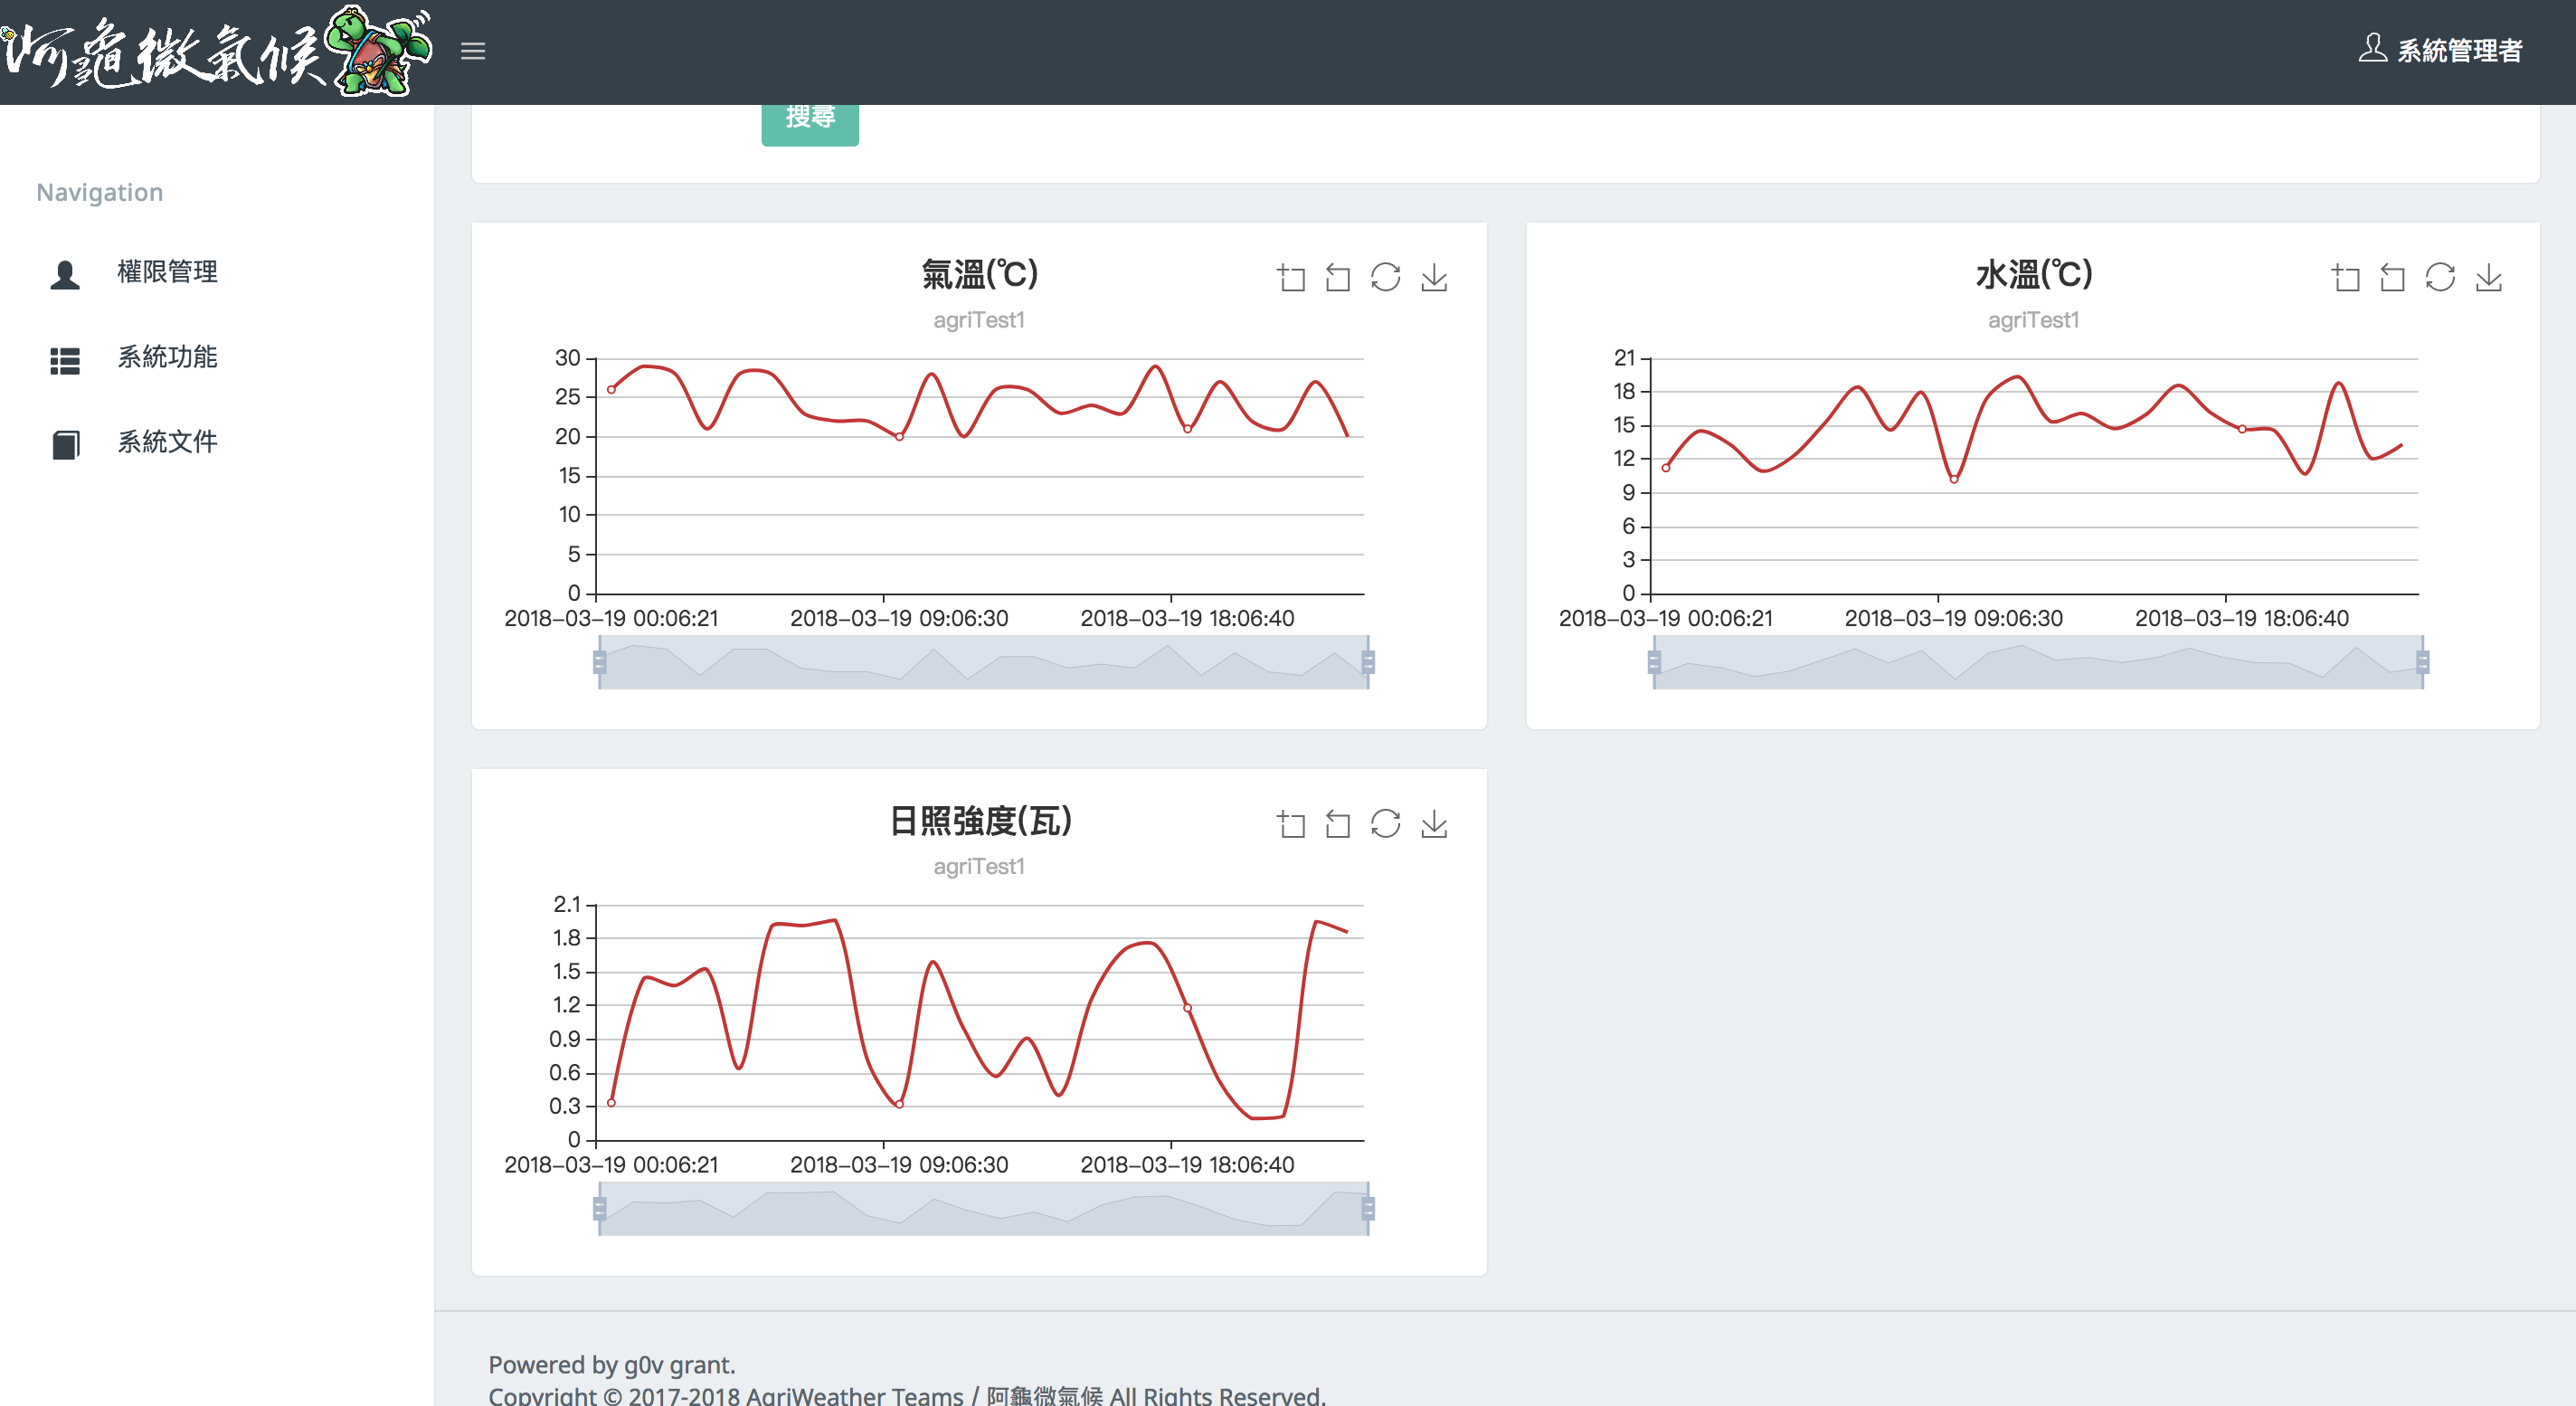 阿龜微氣候
系統管理者
搜尋
Navigation
權限管理
系統功能
系統文件
氣溫(℃)
agriTest1
30
25
20
15
10
5
0
2018-03-19 00:06:21
2018-03-19 09:06:30
2018-03-19 18:06:40
水溫(℃)
agriTest1
21
18
15
12
9
6
3
0
2018-03-19 00:06:21
2018-03-19 09:06:30
2018-03-19 18:06:40
日照強度(瓦)
agriTest1
2.1
1.8
1.5
1.2
0.9
0.6
0.3
0
2018-03-19 00:06:21
2018-03-19 09:06:30
2018-03-19 18:06:40
Powered by g0v grant.
Copyright © 2017-2018 AgriWeather Teams / 阿龜微氣候 All Rights Reserved.